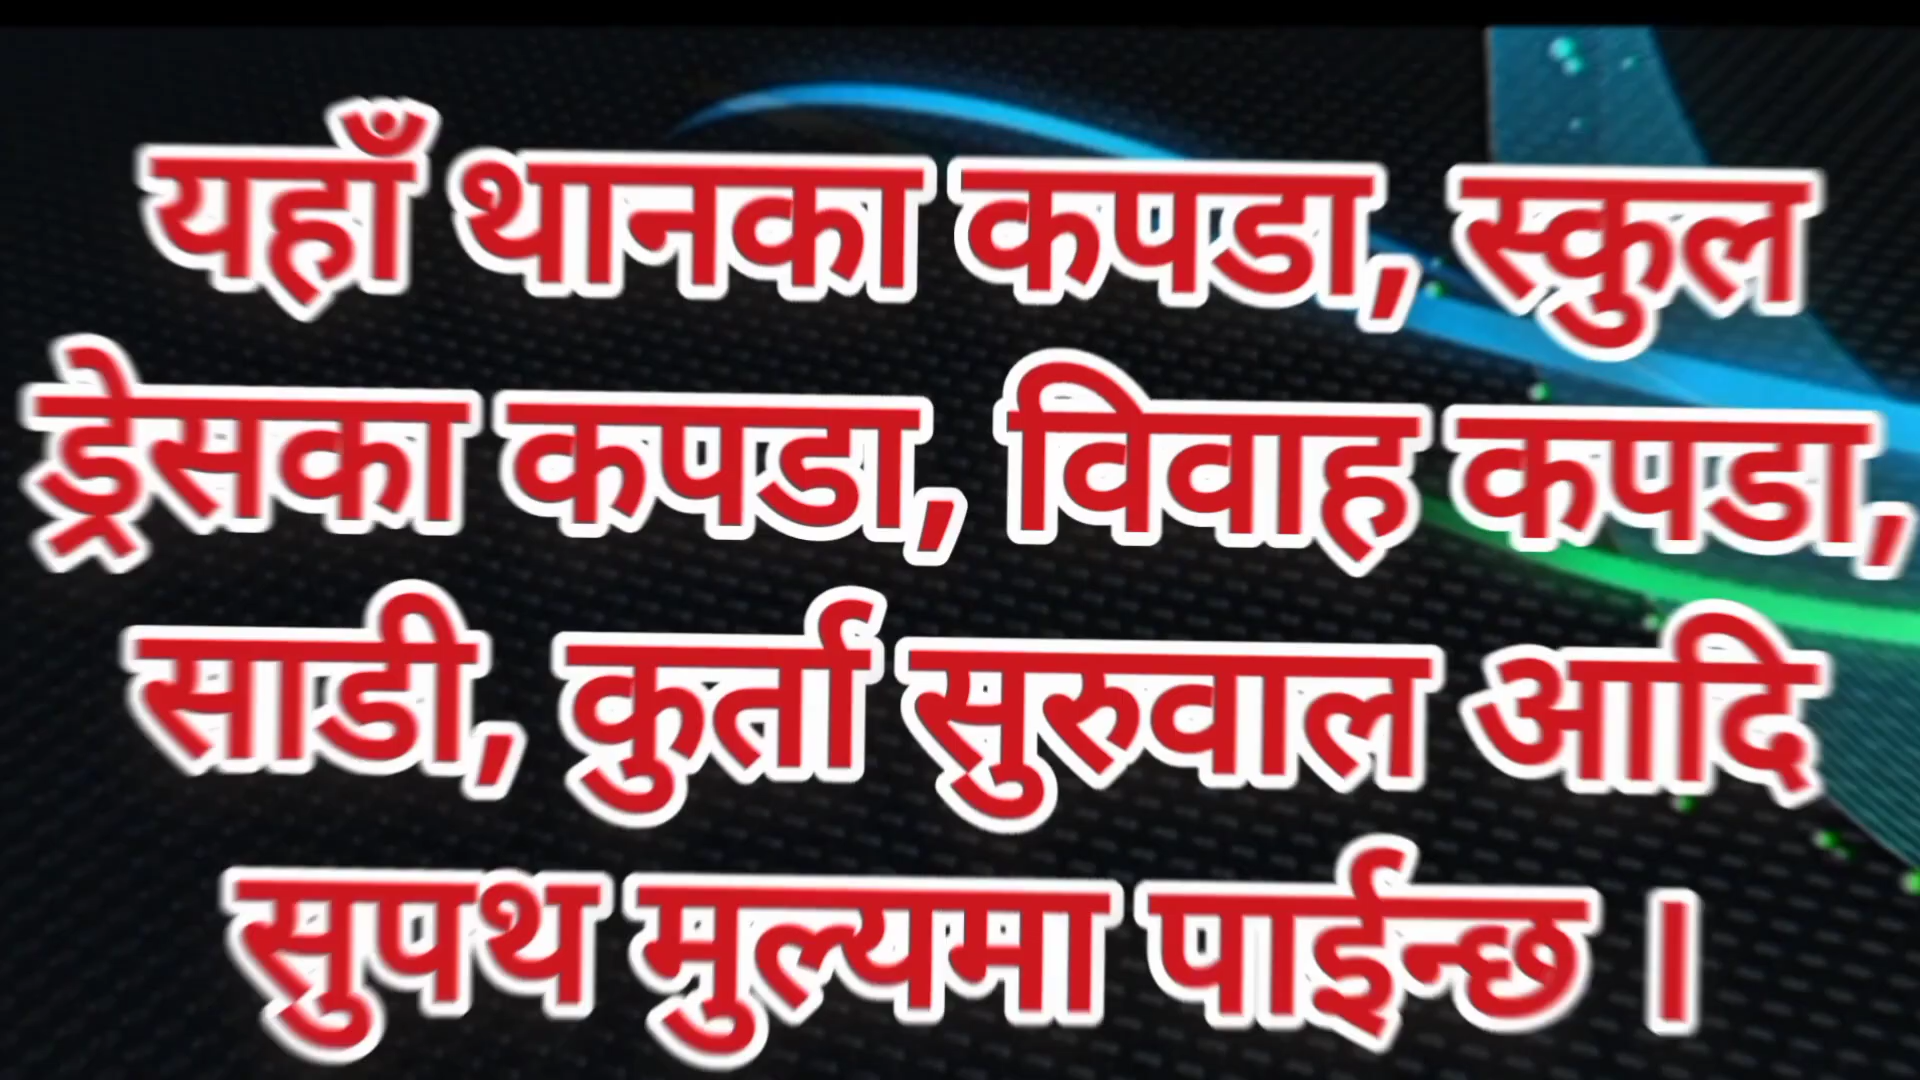 यहाँ थानका कपडा, स्कुल
ड्रेसका कपडा, विवाह कपडा,
साडी, कुर्ता सुरुवाल आदि
सुपथ मुल्यमा पाईन्छ ।